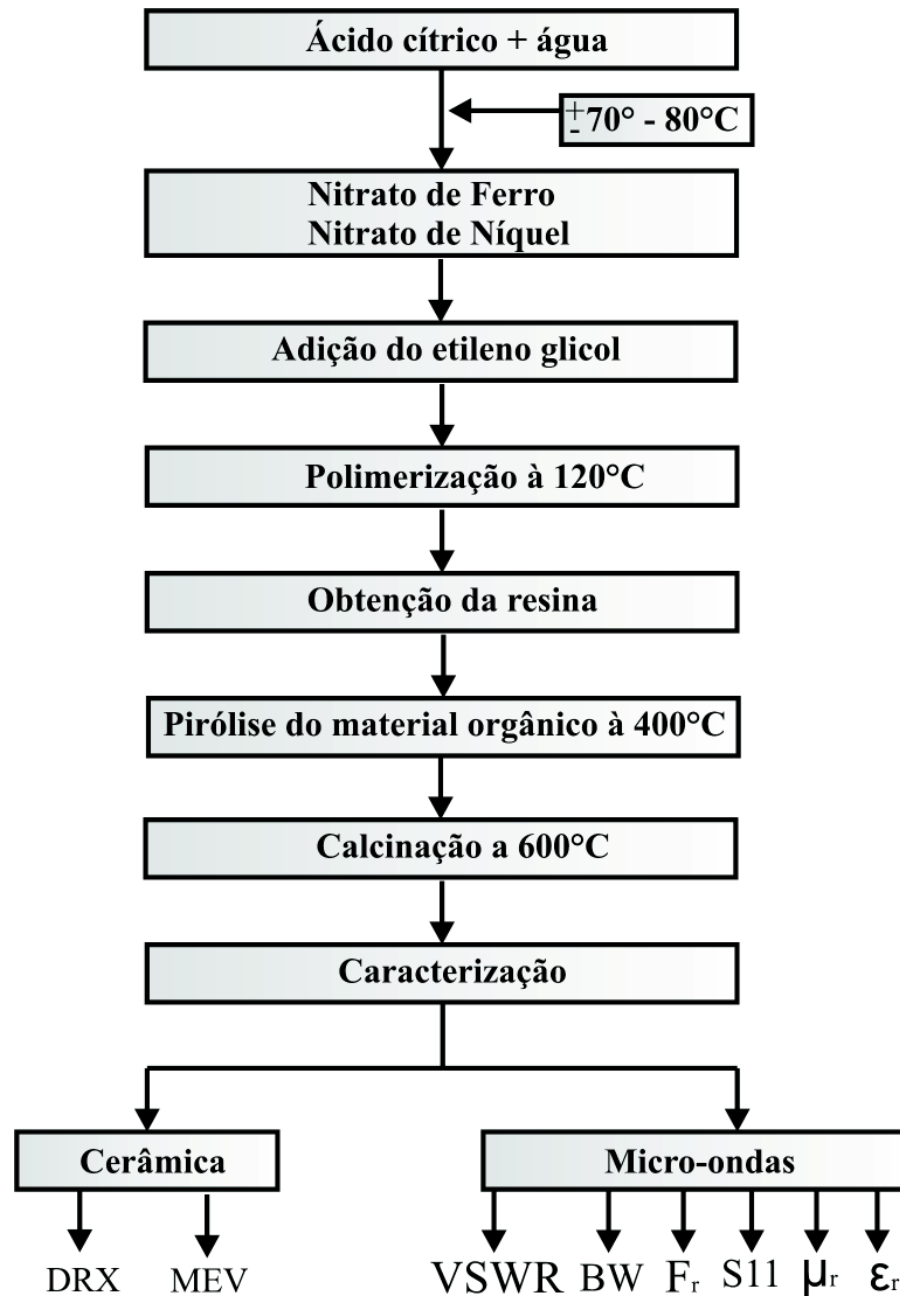 Ácido cítrico + água
±70° - 80°C
Nitrato de Ferro
Nitrato de Níquel
Adição do etileno glicol
Polimerização à 120°C
Obtenção da resina
Pirólise do material orgânico à 400°C
Calcinação a 600°C
Caracterização
Cerâmica
Micro-ondas
DRX MEV VSWR BW Fr S11 μr εr